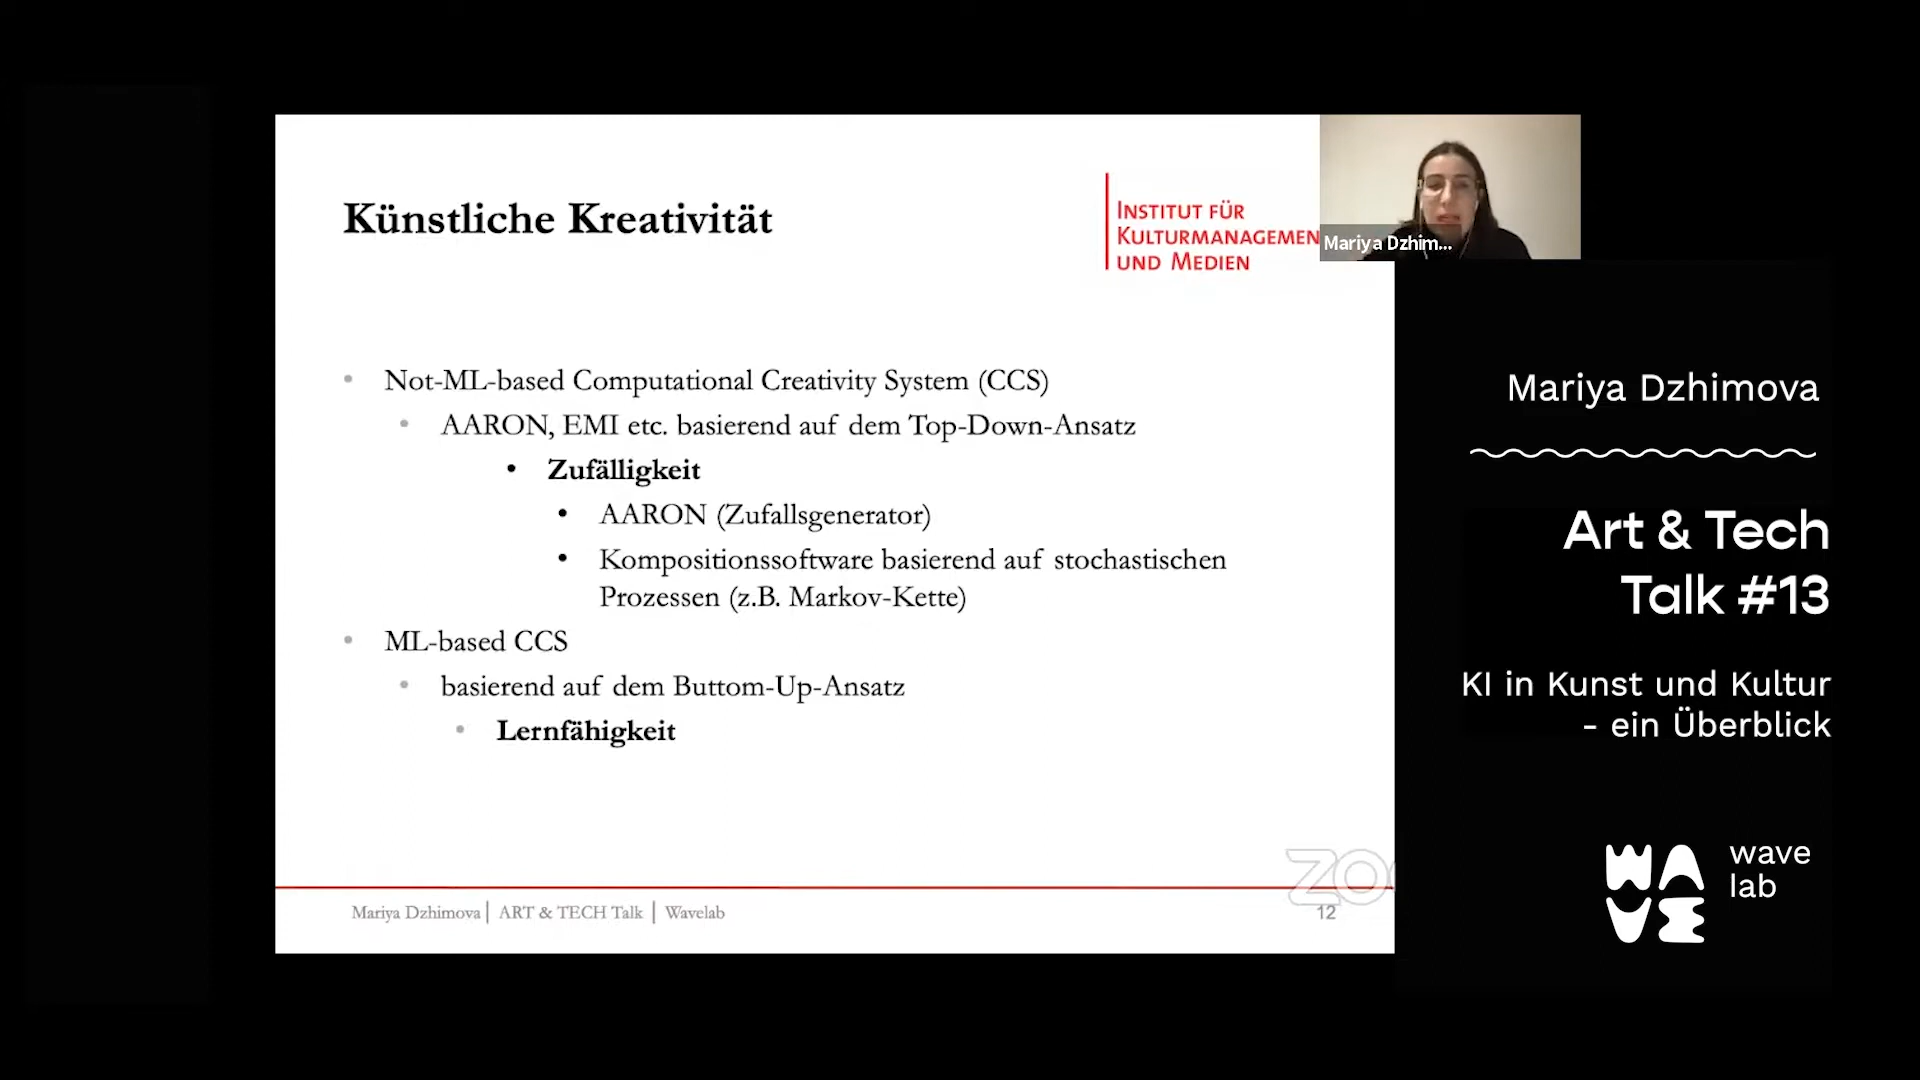 Künstliche Kreativität
INSTITUT FÜR
KULTURMANAGEMEN
UND MEDIEN
Mariya Dzhim...
Not-ML-based Computational Creativity System (CCS)
AARON, EMI etc. basierend auf dem Top-Down-Ansatz
Zufälligkeit
AARON (Zufallsgenerator)
Kompositionssoftware basierend auf stochastischen
Prozessen (z.B. Markov-Kette)
ML-based CCS
basierend auf dem Buttom-Up-Ansatz
Lernfähigkeit
Mariya Dzhimova | ART & TECH Talk | Wavelab
12
ZO
Mariya Dzhimova
Art & Tech
Talk #13
KI in Kunst und Kultur
- ein Überblick
WAVE
wave
lab